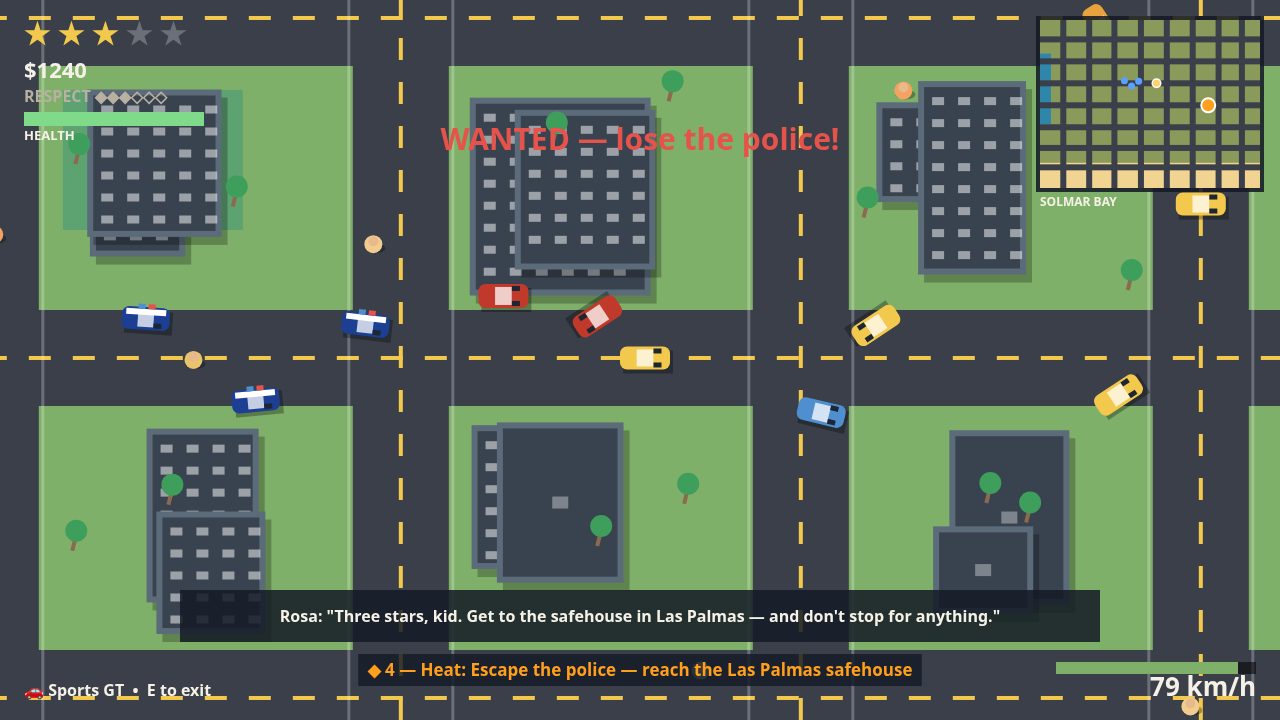 $1240
RESPECT ◆◆◆◇◇◇
HEALTH
WANTED — lose the police!
SOLMAR BAY
Rosa: "Three stars, kid. Get to the safehouse in Las Palmas — and don't stop for anything."
◆ 4 — Heat: Escape the police — reach the Las Palmas safehouse
🚗 Sports GT • E to exit
79 km/h